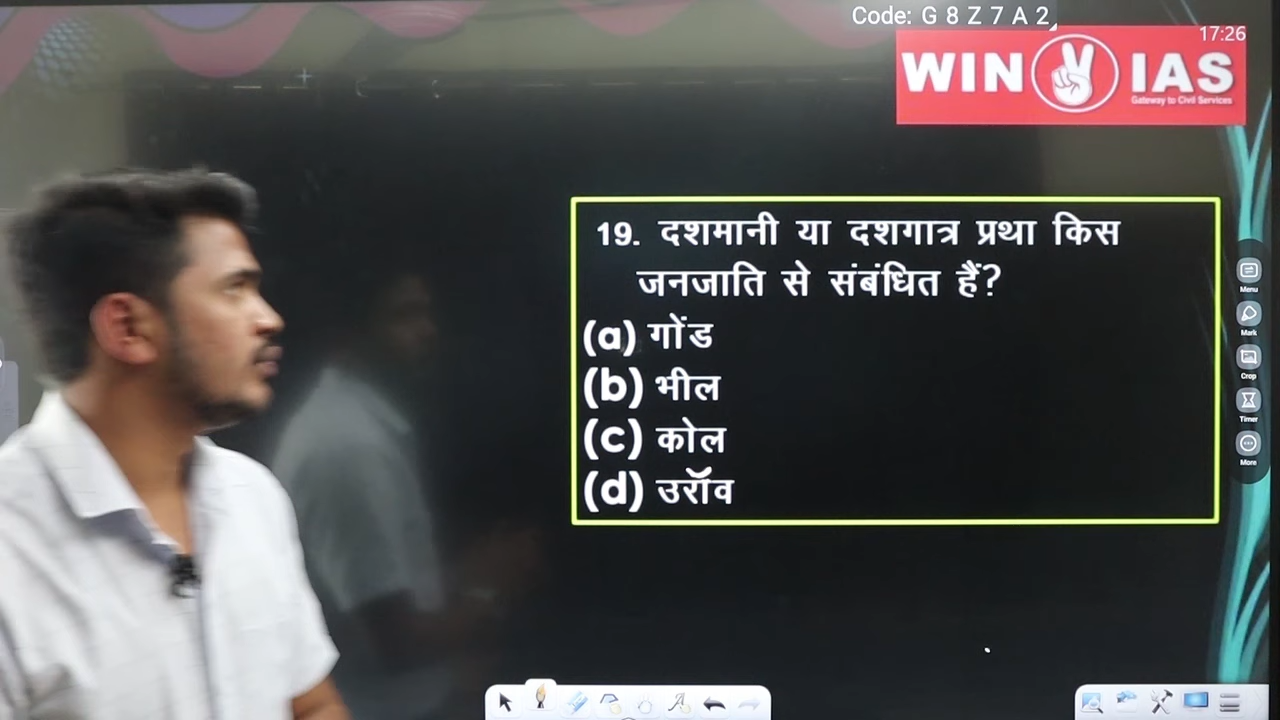 Code: G 8 Z 7 A 2
17:26
WIN IAS
Gateway to Civil Services
19. दशमानी या दशगात्र प्रथा किस
जनजाति से संबंधित हैं?
(a) गोंड
(b) भील
(c) कोल
(d) उरॉव
Menu
Mark
Crop
Timer
More